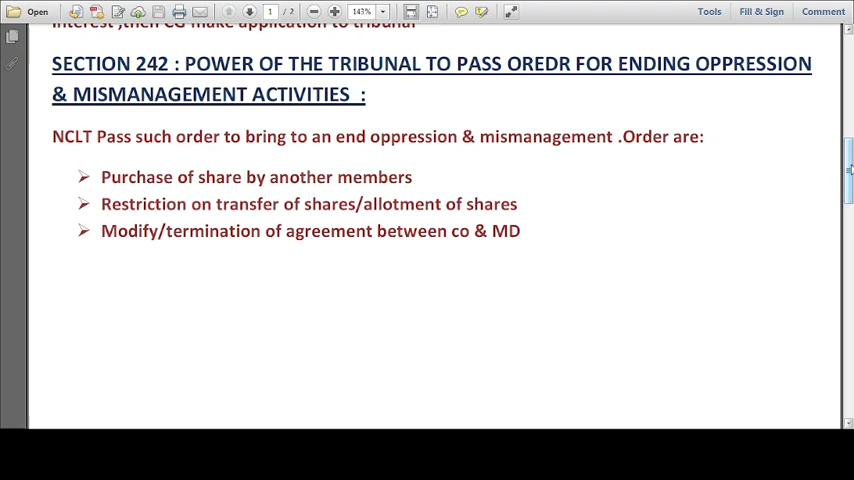 Open
1 / 2
143%
Tools
Fill & Sign
Comment
interest ,then CG make application to tribunal
SECTION 242 : POWER OF THE TRIBUNAL TO PASS OREDR FOR ENDING OPPRESSION
& MISMANAGEMENT ACTIVITIES :
NCLT Pass such order to bring to an end oppression & mismanagement .Order are:
Purchase of share by another members
Restriction on transfer of shares/allotment of shares
Modify/termination of agreement between co & MD